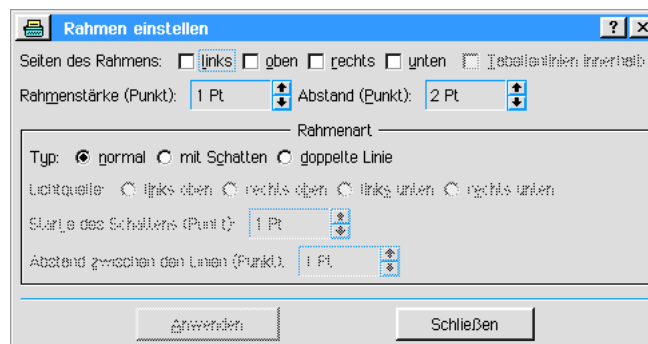 Rahmen einstellen ? ×
Seiten des Rahmens: links oben rechts unten Tabellenlinien innerhalb
Rahmenstärke (Punkt): 1 Pt Abstand (Punkt): 2 Pt
Rahmenart
Typ: normal mit Schatten doppelte Linie
Lichtquelle: links oben rechts oben links unten rechts unten
Stärke des Schattens (Punkt): 1 Pt
Abstand zwischen den Linien (Punkt): 1 Pt
Anwenden Schließen